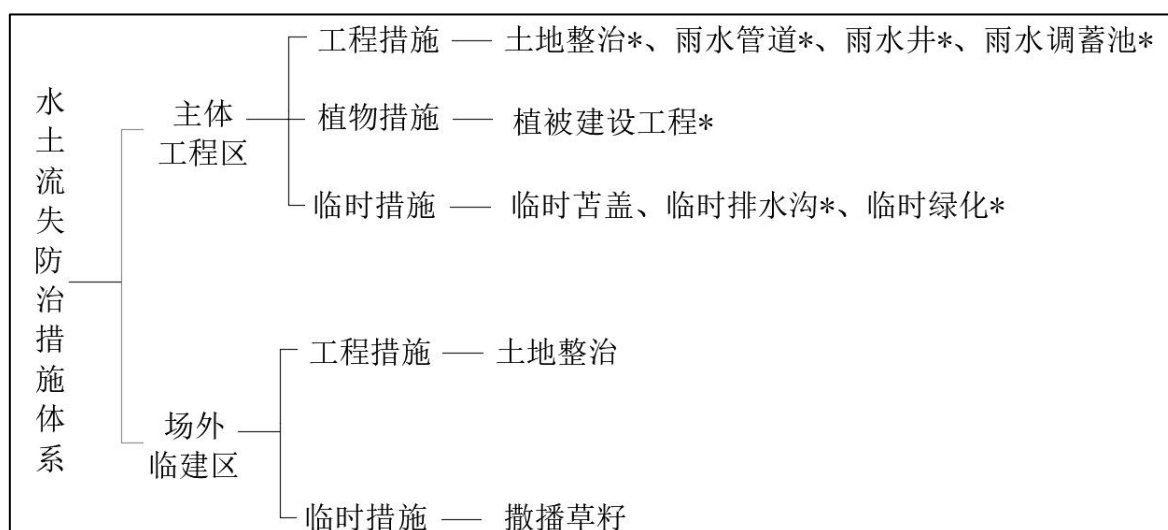 水土流失防治措施体系
主体
工程区
工程措施 — 土地整治*、雨水管道*、雨水井*、雨水调蓄池*
植物措施 — 植被建设工程*
临时措施 — 临时苫盖、临时排水沟*、临时绿化*
场外
临建区
工程措施 — 土地整治
临时措施 — 撒播草籽